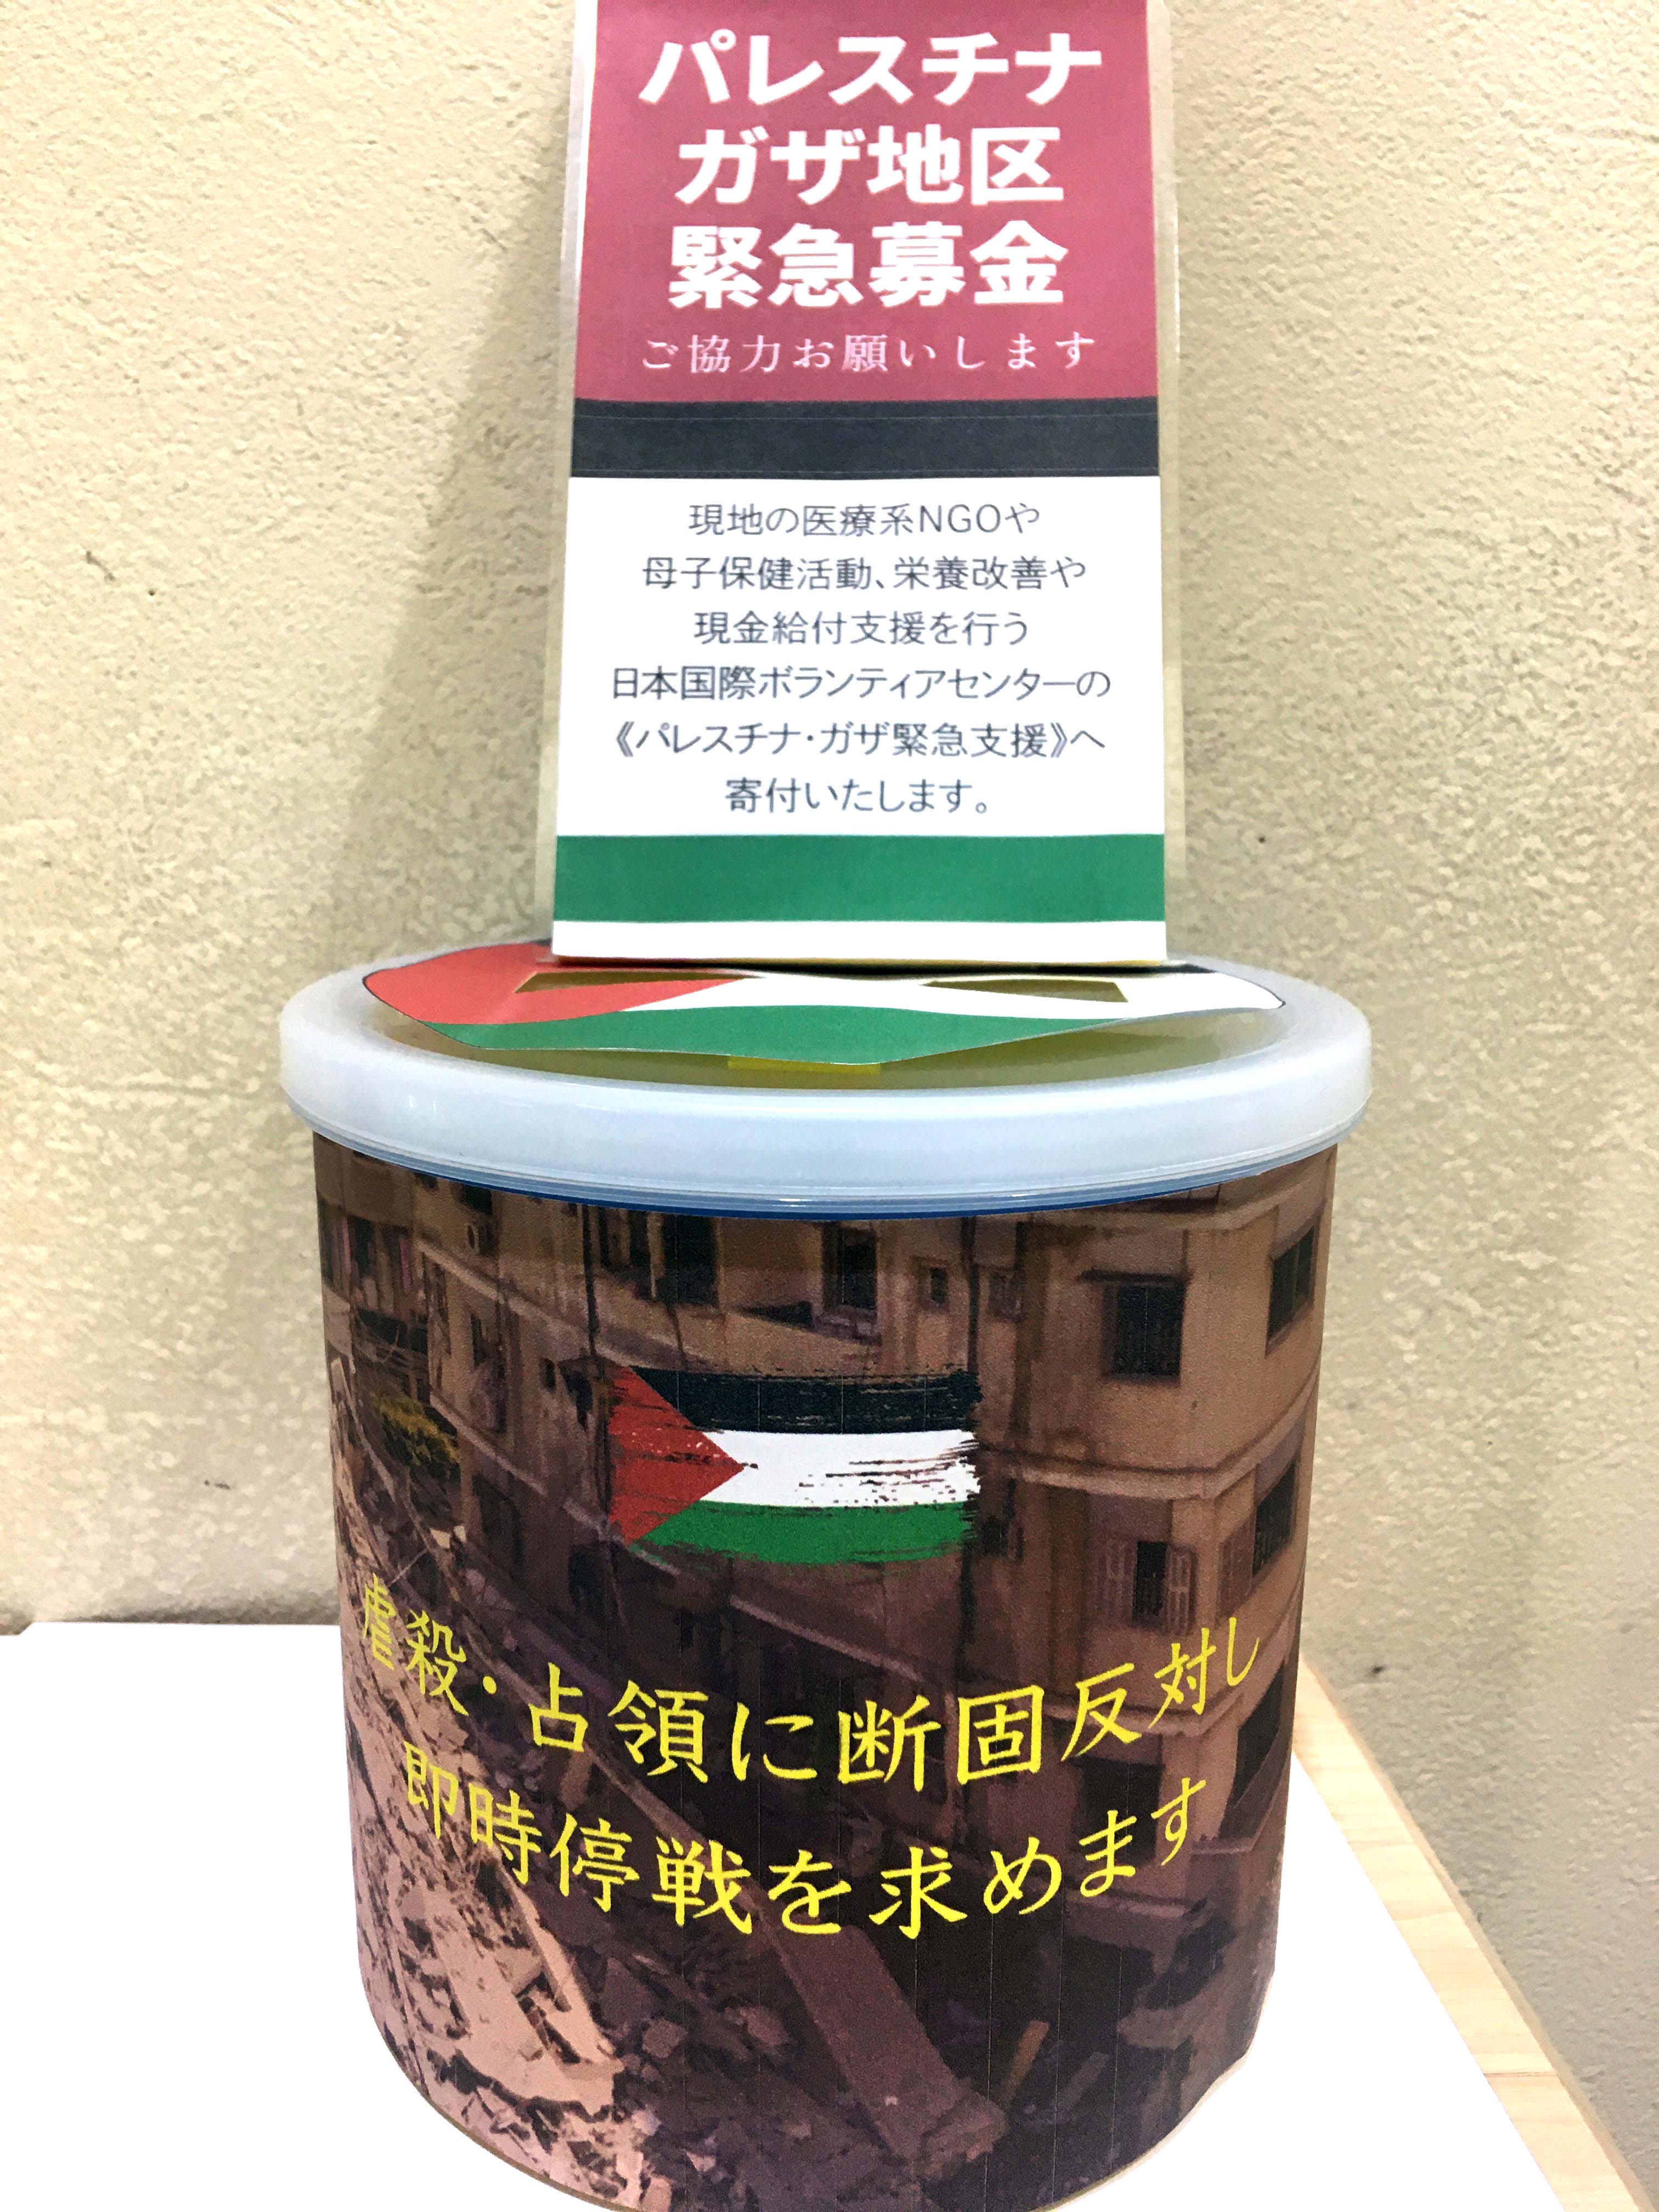 パレスチナ
ガザ地区
緊急募金
ご協力お願いします
現地の医療系NGOや
母子保健活動、栄養改善や
現金給付支援を行う
日本国際ボランティアセンターの
《パレスチナ・ガザ緊急支援》へ
寄付いたします。
虐殺・占領に断固反対し
即時停戦を求めます